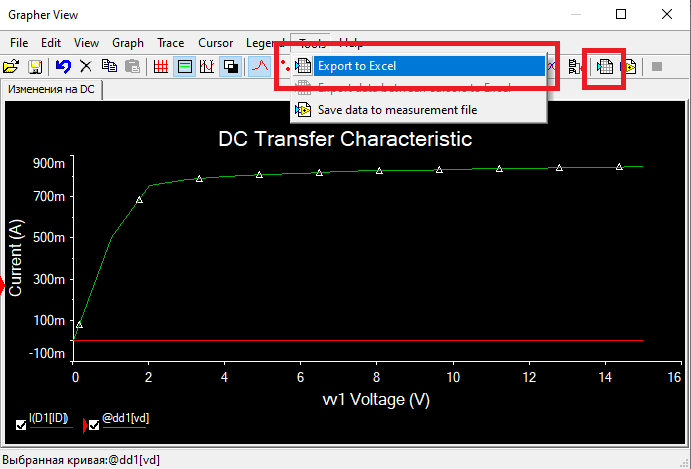 Grapher View
File Edit View Graph Trace Cursor Legend Tools Help
Export to Excel
Export data between cursors to Excel
Save data to measurement file
Изменения на DC
DC Transfer Characteristic
900m
700m
500m
300m
100m
-100m
Current (A)
0 2 4 6 8 10 12 14 16
vv1 Voltage (V)
I(D1[ID]) @dd1[vd]
Выбранная кривая:@dd1[vd]